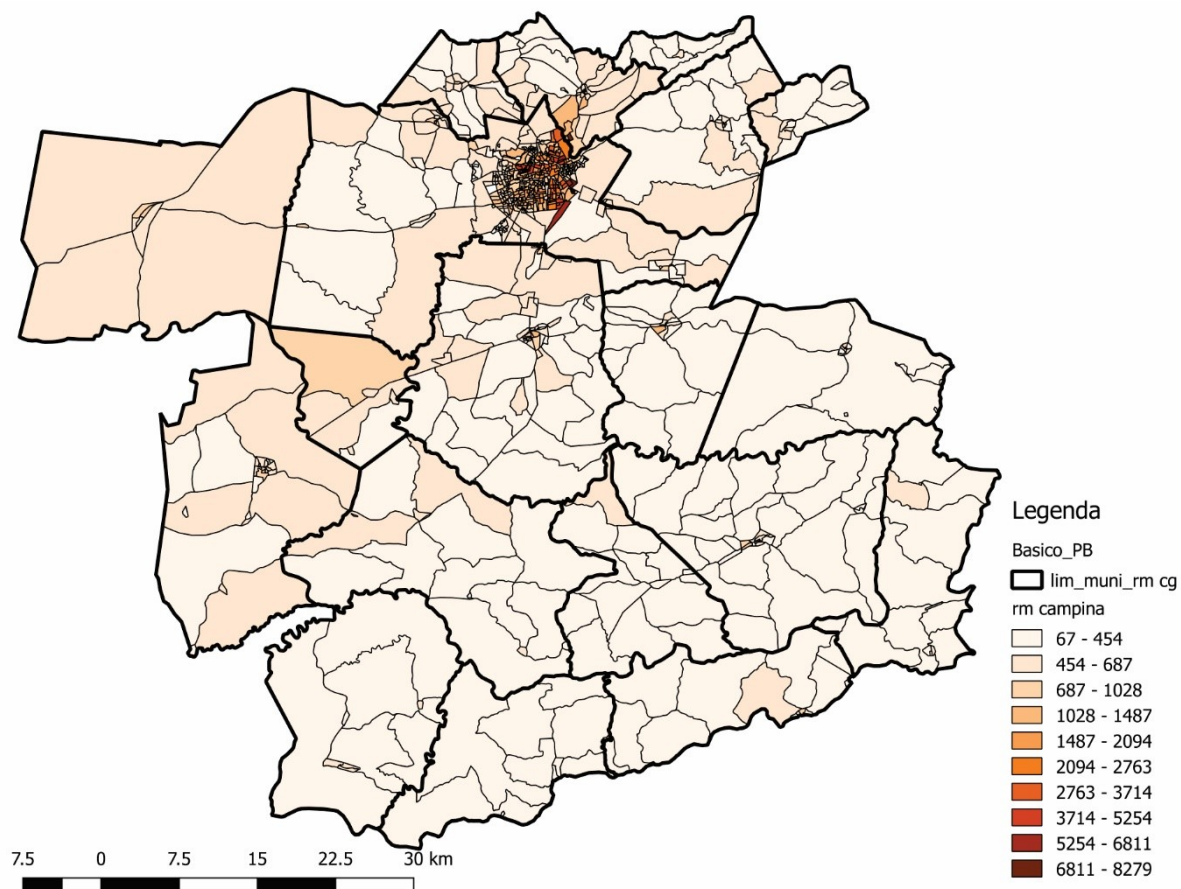 Legenda
Basico_PB
lim_muni_rm cg
rm campina
67 - 454
454 - 687
687 - 1028
1028 - 1487
1487 - 2094
2094 - 2763
2763 - 3714
3714 - 5254
5254 - 6811
6811 - 8279
7.5 0 7.5 15 22.5 30 km